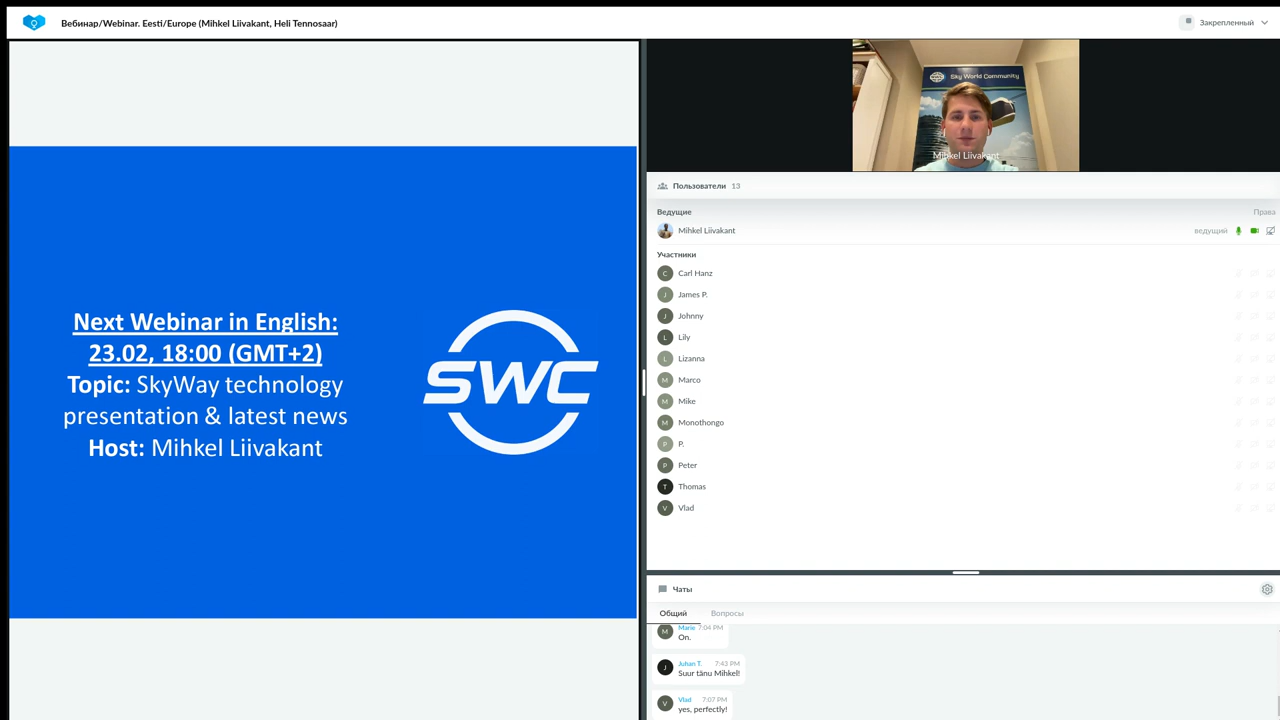 Вебинар/Webinar. Eesti/Europe (Mihkel Liivakant, Heli Tennosaar)
Закрепленный
Next Webinar in English:
23.02, 18:00 (GMT+2)
Topic: SkyWay technology
presentation & latest news
Host: Mihkel Liivakant
SWC
Sky World Community
Mihkel Liivakant
Пользователи 13
Ведущие Права
Mihkel Liivakant ведущий
Участники
C Carl Hanz
J James P.
J Johnny
L Lily
L Lizanna
M Marco
M Mike
M Monothongo
P P.
P Peter
T Thomas
V Vlad
Чаты
Общий Вопросы
M Marie 7:04 PM
On.
J Juhan T. 7:43 PM
Suur tänu Mihkel!
V Vlad 7:07 PM
yes, perfectly!